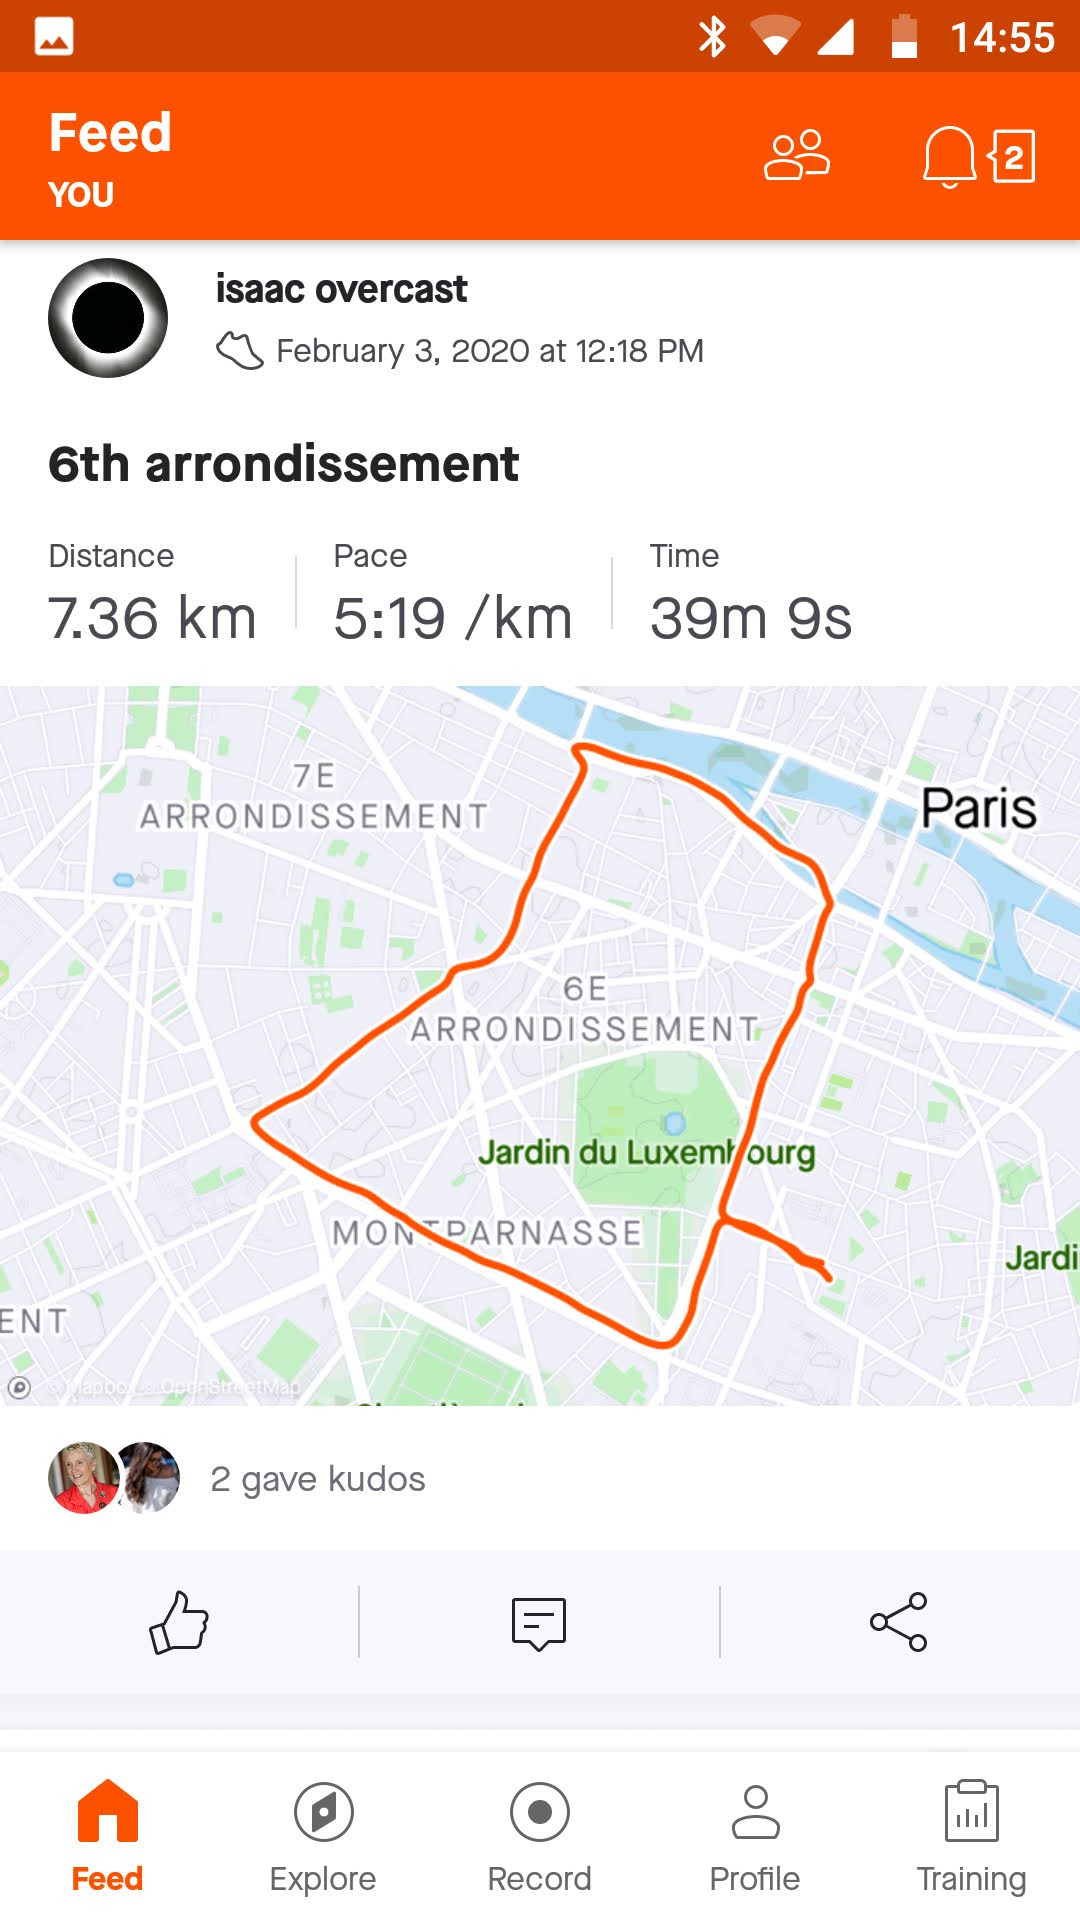 14:55
Feed
YOU
2
isaac overcast
February 3, 2020 at 12:18 PM
6th arrondissement
Distance Pace Time
7.36 km 5:19 /km 39m 9s
7E
ARRONDISSEMENT
Paris
6E
ARRONDISSEMENT
Jardin du Luxembourg
MONTPARNASSE
Jardi
ENT
© Mapbox © OpenStreetMap
2 gave kudos
Feed Explore Record Profile Training